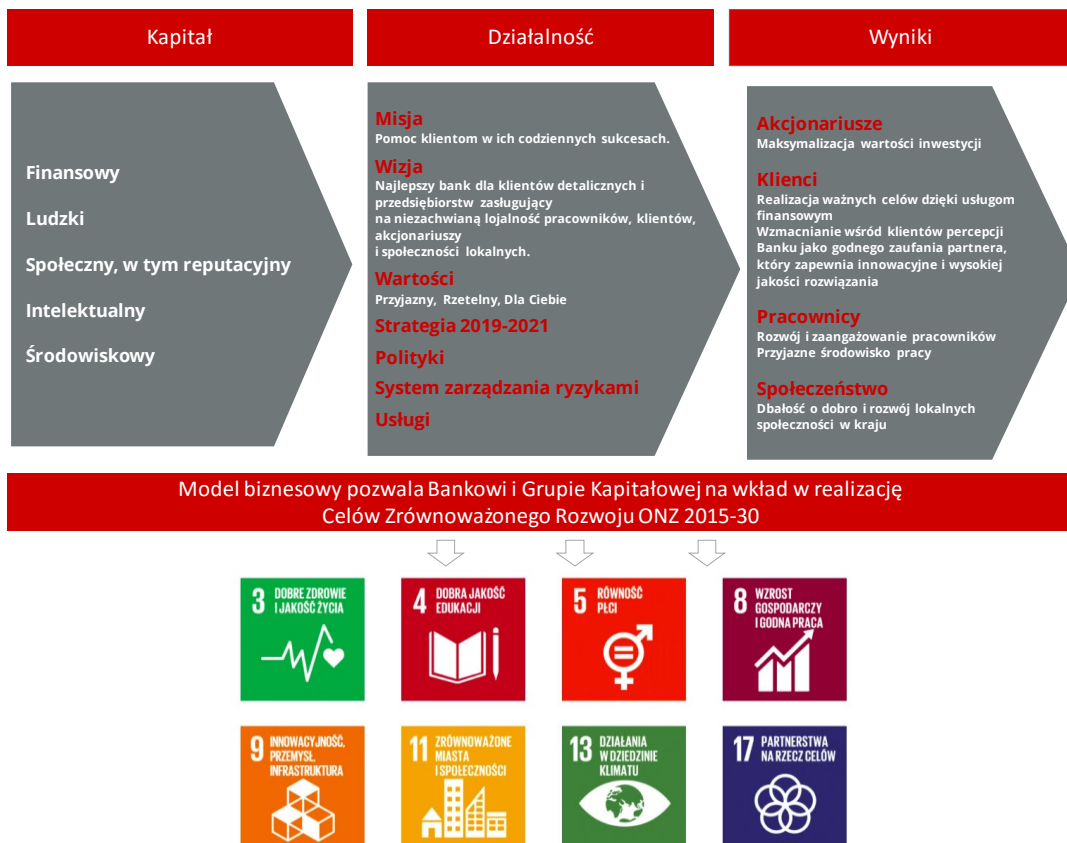 Kapitał
Działalność
Wyniki
Finansowy
Ludzki
Społeczny, w tym reputacyjny
Intelektualny
Środowiskowy
Misja
Pomoc klientom w ich codziennych sukcesach.
Wizja
Najlepszy bank dla klientów detalicznych i
przedsiębiorstw zasługujący
na niezachwianą lojalność pracowników, klientów,
akcjonariuszy
i społeczności lokalnych.
Wartości
Przyjazny, Rzetelny, Dla Ciebie
Strategia 2019-2021
Polityki
System zarządzania ryzykami
Usługi
Akcjonariusze
Maksymalizacja wartości inwestycji
Klienci
Realizacja ważnych celów dzięki usługom
finansowym
Wzmacnianie wśród klientów percepcji
Banku jako godnego zaufania partnera,
który zapewnia innowacyjne i wysokiej
jakości rozwiązania
Pracownicy
Rozwój i zaangażowanie pracowników
Przyjazne środowisko pracy
Społeczeństwo
Dbałość o dobro i rozwój lokalnych
społeczności w kraju
Model biznesowy pozwala Bankowi i Grupie Kapitałowej na wkład w realizację
Celów Zrównoważonego Rozwoju ONZ 2015-30
3 DOBRE ZDROWIE
I JAKOŚĆ ŻYCIA
4 DOBRA JAKOŚĆ
EDUKACJI
5 RÓWNOŚĆ
PŁCI
8 WZROST
GOSPODARCZY
I GODNA PRACA
9 INNOWACYJNOŚĆ,
PRZEMYSŁ,
INFRASTRUKTURA
11 ZRÓWNOWAŻONE
MIASTA
I SPOŁECZNOŚCI
13 DZIAŁANIA
W DZIEDZINIE
KLIMATU
17 PARTNERSTWA
NA RZECZ CELÓW